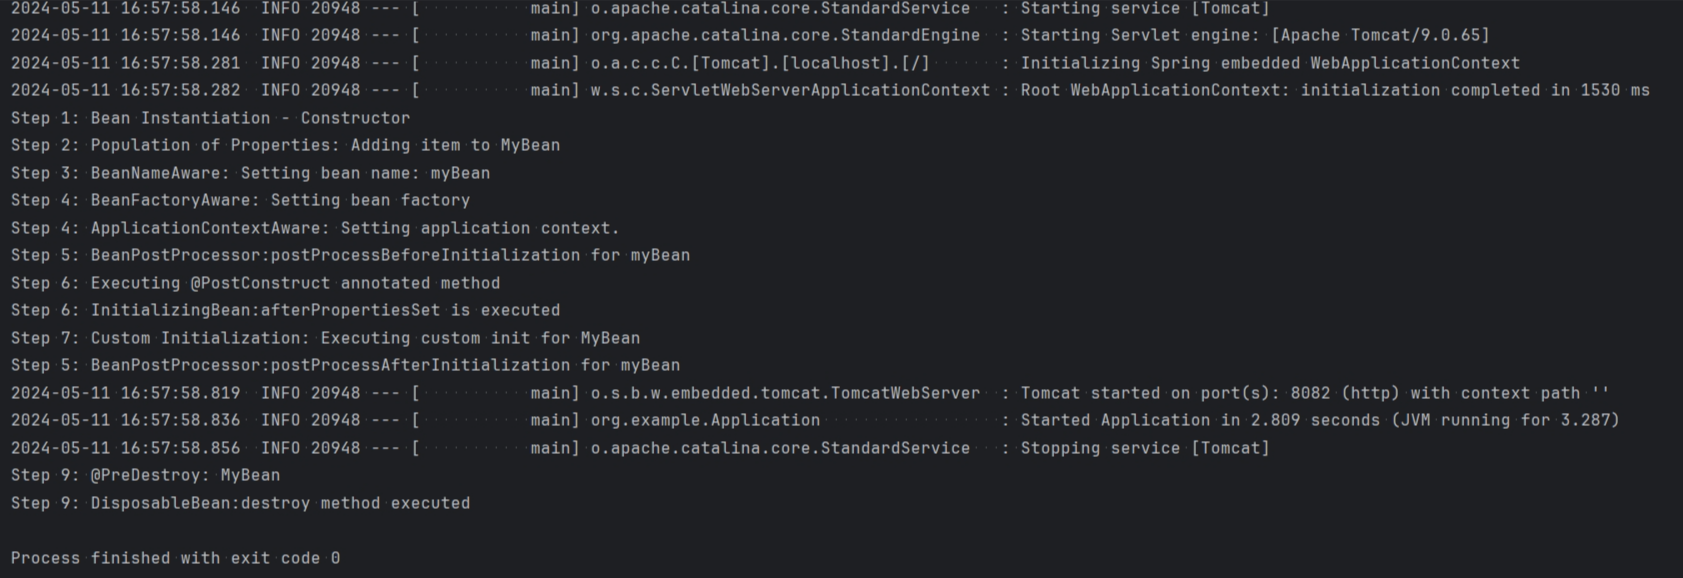 2024-05-11 16:57:58.146  INFO 20948 --- [           main] o.apache.catalina.core.StandardService   : Starting service [Tomcat]
2024-05-11 16:57:58.146  INFO 20948 --- [           main] org.apache.catalina.core.StandardEngine  : Starting Servlet engine: [Apache Tomcat/9.0.65]
2024-05-11 16:57:58.281  INFO 20948 --- [           main] o.a.c.c.C.[Tomcat].[localhost].[/]       : Initializing Spring embedded WebApplicationContext
2024-05-11 16:57:58.282  INFO 20948 --- [           main] w.s.c.ServletWebServerApplicationContext : Root WebApplicationContext: initialization completed in 1530 ms
Step 1: Bean Instantiation - Constructor
Step 2: Population of Properties: Adding item to MyBean
Step 3: BeanNameAware: Setting bean name: myBean
Step 4: BeanFactoryAware: Setting bean factory
Step 4: ApplicationContextAware: Setting application context.
Step 5: BeanPostProcessor:postProcessBeforeInitialization for myBean
Step 6: Executing @PostConstruct annotated method
Step 6: InitializingBean:afterPropertiesSet is executed
Step 7: Custom Initialization: Executing custom init for MyBean
Step 5: BeanPostProcessor:postProcessAfterInitialization for myBean
2024-05-11 16:57:58.819  INFO 20948 --- [           main] o.s.b.w.embedded.tomcat.TomcatWebServer  : Tomcat started on port(s): 8082 (http) with context path ''
2024-05-11 16:57:58.836  INFO 20948 --- [           main] org.example.Application                  : Started Application in 2.809 seconds (JVM running for 3.287)
2024-05-11 16:57:58.856  INFO 20948 --- [           main] o.apache.catalina.core.StandardService   : Stopping service [Tomcat]
Step 9: @PreDestroy: MyBean
Step 9: DisposableBean:destroy method executed
Process finished with exit code 0